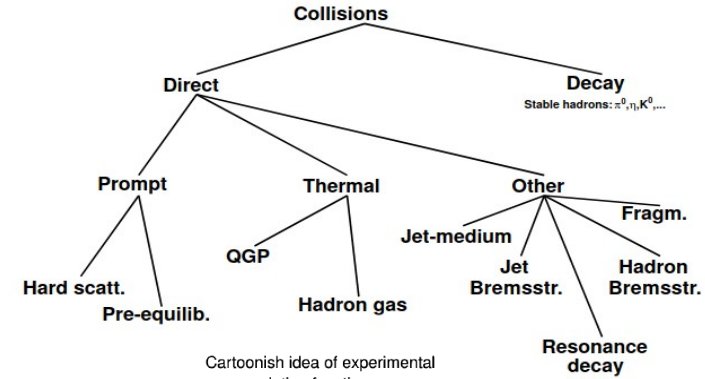 Collisions
Direct
Decay
Stable hadrons: π⁰,η,K⁰,...
Prompt
Thermal
Other
Fragm.
Jet-medium
QGP
Jet
Bremsstr.
Hadron
Bremsstr.
Hard scatt.
Pre-equilib.
Hadron gas
Resonance
decay
Cartoonish idea of experimental